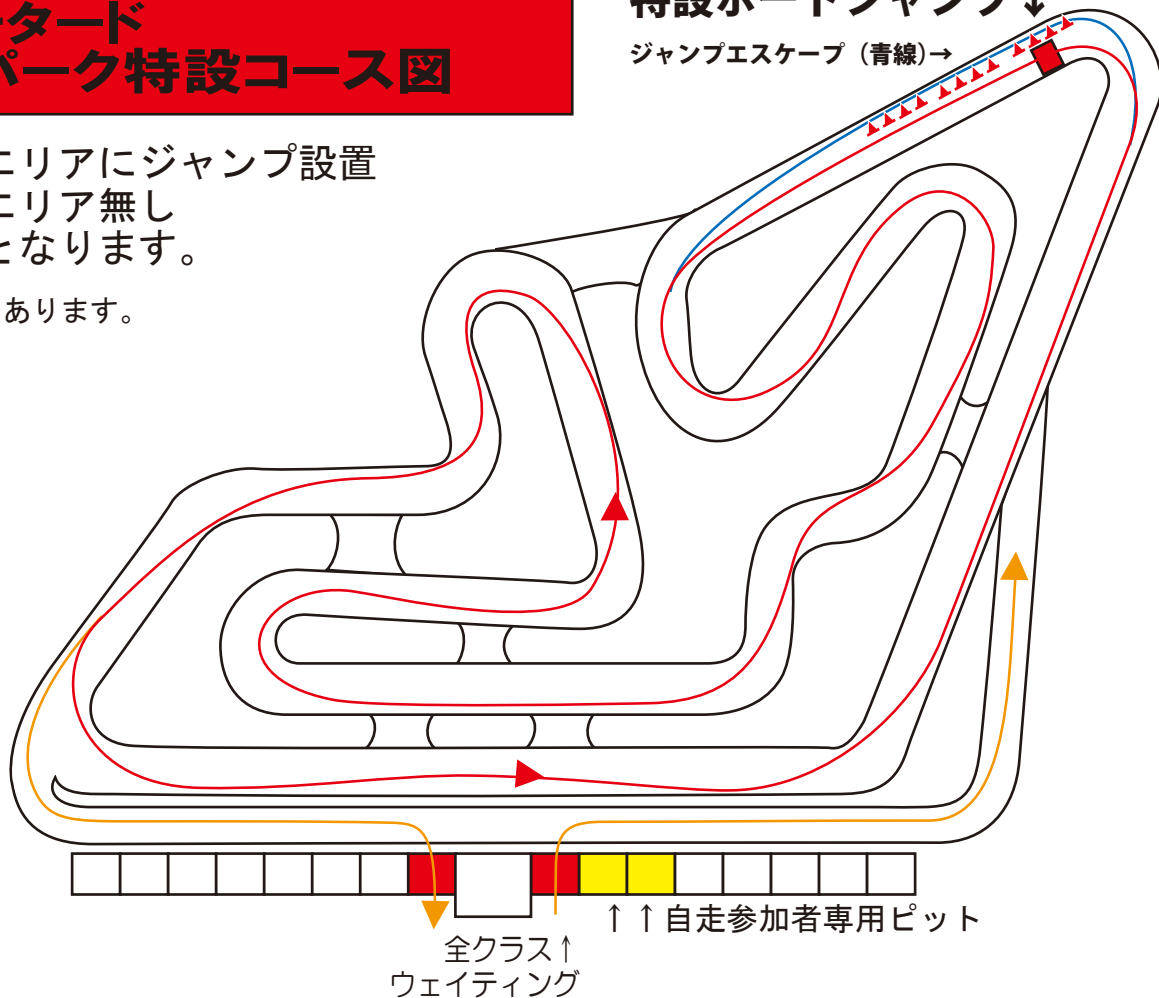 タード
パーク特設コース図
特設ボードジャンプ↓
ジャンプエスケープ（青線）→
エリアにジャンプ設置
エリア無し
となります。
あります。
↑ ↑ 自走参加者専用ピット
全クラス↑
ウェイティング